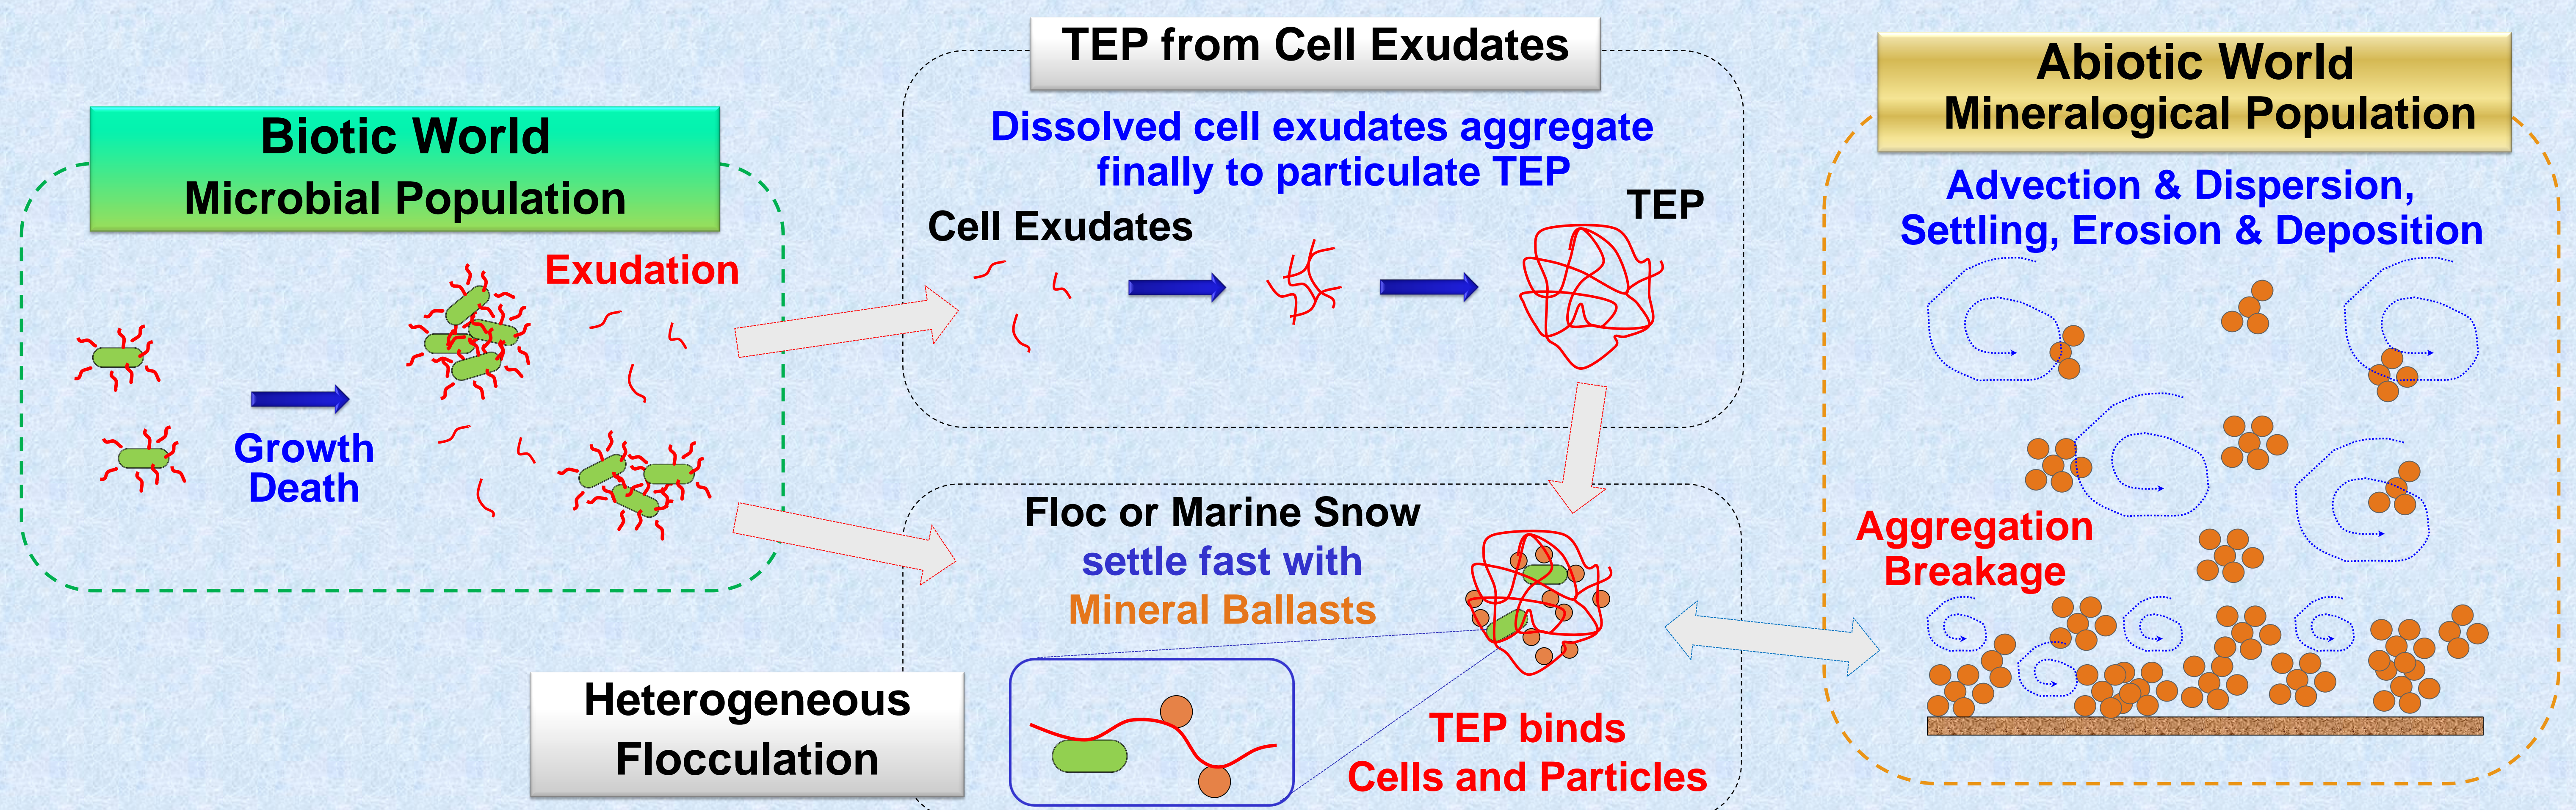 Biotic World
Microbial Population
Exudation
Growth
Death
TEP from Cell Exudates
Dissolved cell exudates aggregate
finally to particulate TEP
Cell Exudates
TEP
Floc or Marine Snow
settle fast with
Mineral Ballasts
Heterogeneous
Flocculation
TEP binds
Cells and Particles
Abiotic World
Mineralogical Population
Advection & Dispersion,
Settling, Erosion & Deposition
Aggregation
Breakage